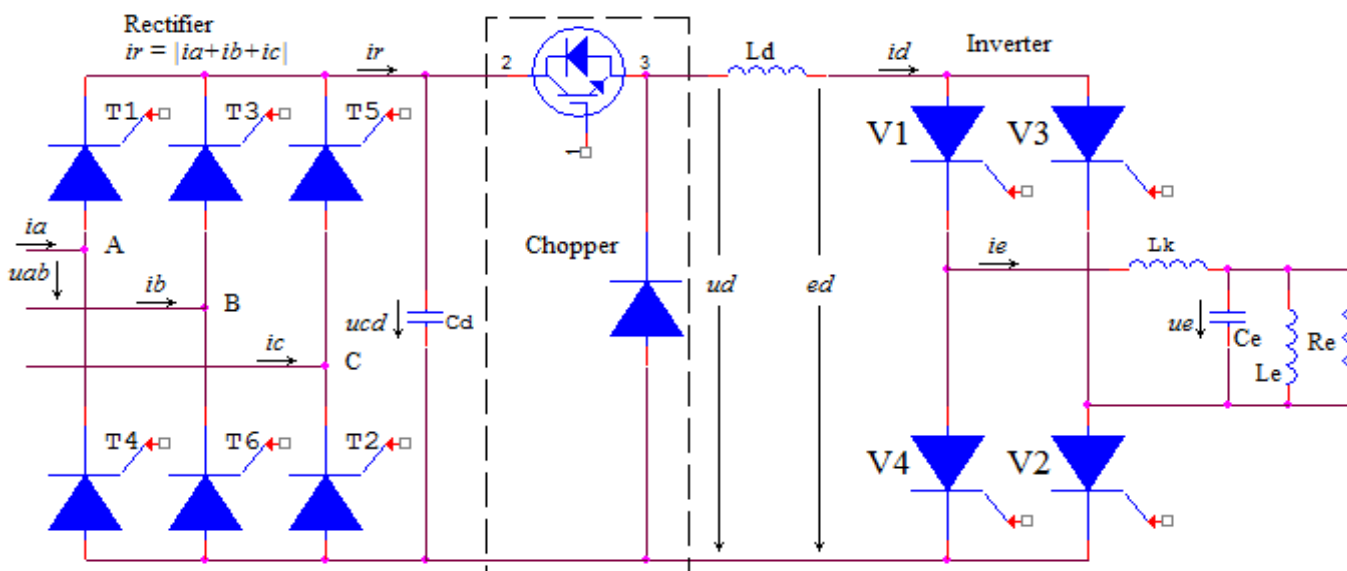 Rectifier
ir = |ia+ib+ic|
ir
2
3
1
Ld
id
Inverter
T1
T3
T5
V1
V3
ia
A
uab
ib
B
ic
C
ucd
Cd
Chopper
ud
ed
ie
Lk
ue
Ce
Le
Re
T4
T6
T2
V4
V2